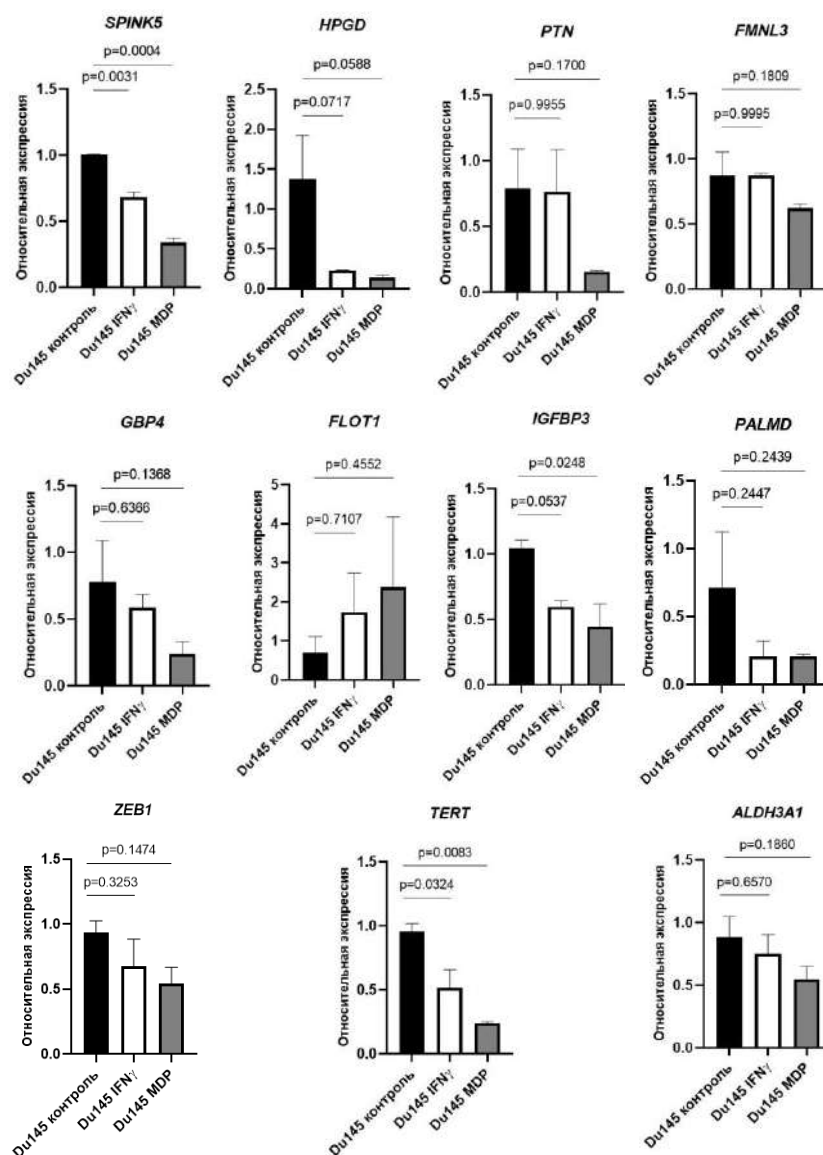 SPINK5
p=0.0004
p=0.0031
Относительная экспрессия
1.5
1.0
0.5
0.0
Du145 контроль
Du145 IFNγ
Du145 MDP
HPGD
p=0.0588
p=0.0717
Относительная экспрессия
2.5
2.0
1.5
1.0
0.5
0.0
Du145 контроль
Du145 IFNγ
Du145 MDP
PTN
p=0.1700
p=0.9955
Относительная экспрессия
1.5
1.0
0.5
0.0
Du145 контроль
Du145 IFNγ
Du145 MDP
FMNL3
p=0.1809
p=0.9995
Относительная экспрессия
1.5
1.0
0.5
0.0
Du145 контроль
Du145 IFNγ
Du145 MDP
GBP4
p=0.1368
p=0.6366
Относительная экспрессия
1.5
1.0
0.5
0.0
Du145 контроль
Du145 IFNγ
Du145 MDP
FLOT1
p=0.4552
p=0.7107
Относительная экспрессия
5
4
3
2
1
0
Du145 контроль
Du145 IFNγ
Du145 MDP
IGFBP3
p=0.0248
p=0.0537
Относительная экспрессия
1.5
1.0
0.5
0.0
Du145 контроль
Du145 IFNγ
Du145 MDP
PALMD
p=0.2439
p=0.2447
Относительная экспрессия
1.5
1.0
0.5
0.0
Du145 контроль
Du145 IFNγ
Du145 MDP
ZEB1
p=0.1474
p=0.3253
Относительная экспрессия
1.5
1.0
0.5
0.0
Du145 контроль
Du145 IFNγ
Du145 MDP
TERT
p=0.0083
p=0.0324
Относительная экспрессия
1.5
1.0
0.5
0.0
Du145 контроль
Du145 IFNγ
Du145 MDP
ALDH3A1
p=0.1860
p=0.6570
Относительная экспрессия
1.5
1.0
0.5
0.0
Du145 контроль
Du145 IFNγ
Du145 MDP